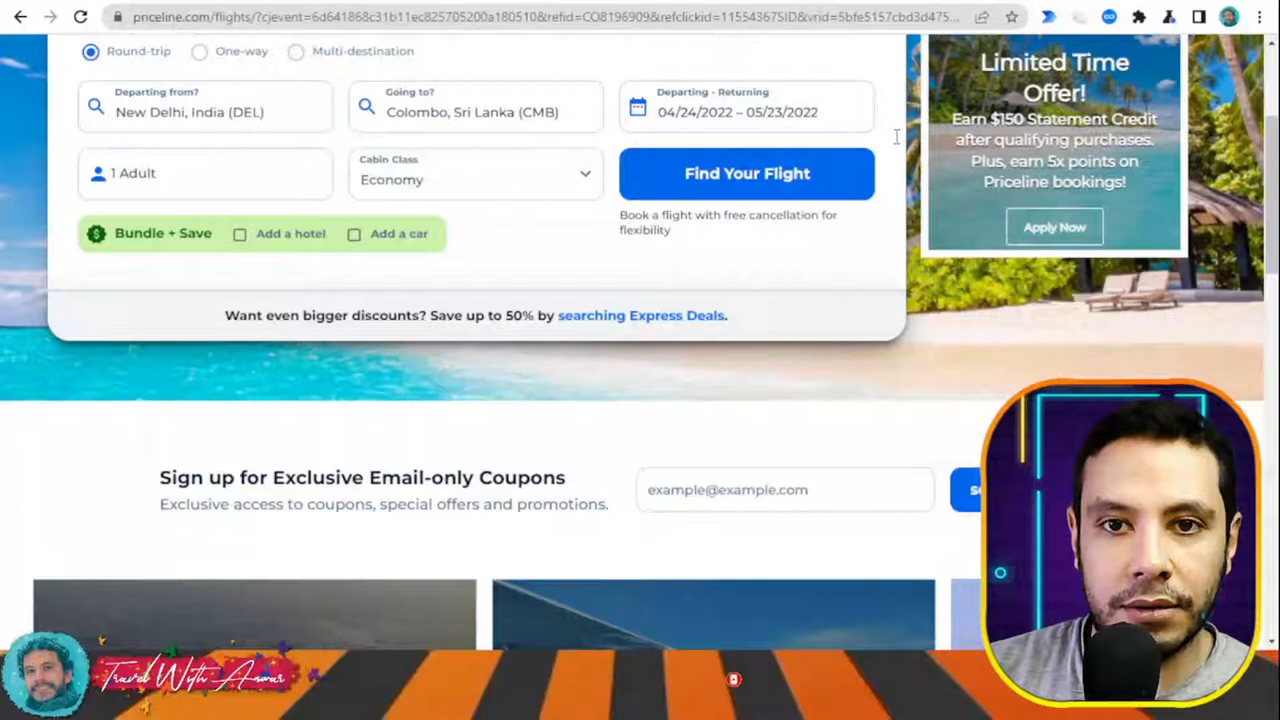 priceline.com/flights/?cjevent=6d641868c31b11ec825705200a180510&refid=CO8196909&refclickid=11554367SID&vrid=5bfe5157cbd3d475...
Round-trip One-way Multi-destination
Departing from?
New Delhi, India (DEL)
Going to?
Colombo, Sri Lanka (CMB)
Departing - Returning
04/24/2022 – 05/23/2022
1 Adult
Cabin Class
Economy
Find Your Flight
Book a flight with free cancellation for
flexibility
Bundle + Save Add a hotel Add a car
Want even bigger discounts? Save up to 50% by searching Express Deals.
Limited Time
Offer!
Earn $150 Statement Credit
after qualifying purchases.
Plus, earn 5x points on
Priceline bookings!
Apply Now
Sign up for Exclusive Email-only Coupons
Exclusive access to coupons, special offers and promotions.
example@example.com
Travel With Anwar